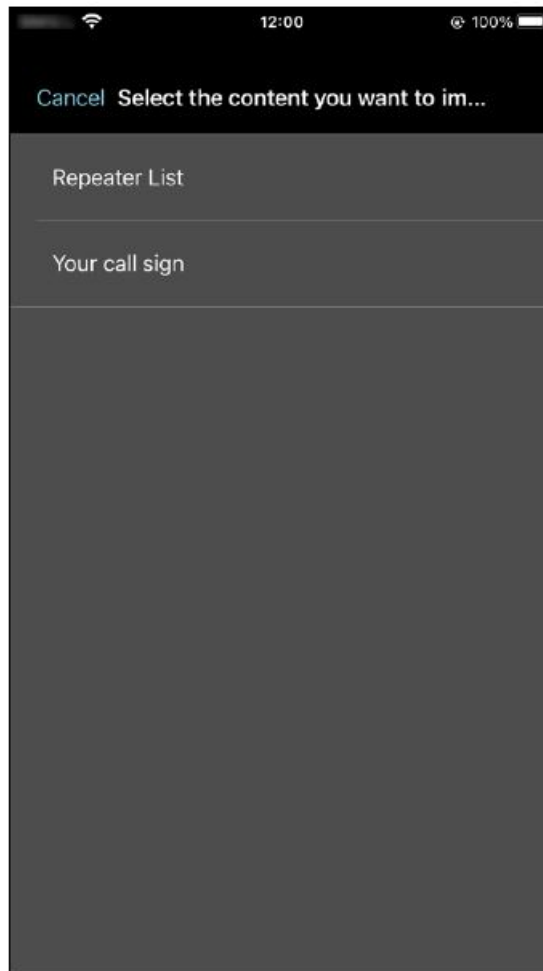 12:00
100%
Cancel Select the content you want to im...
Repeater List
Your call sign